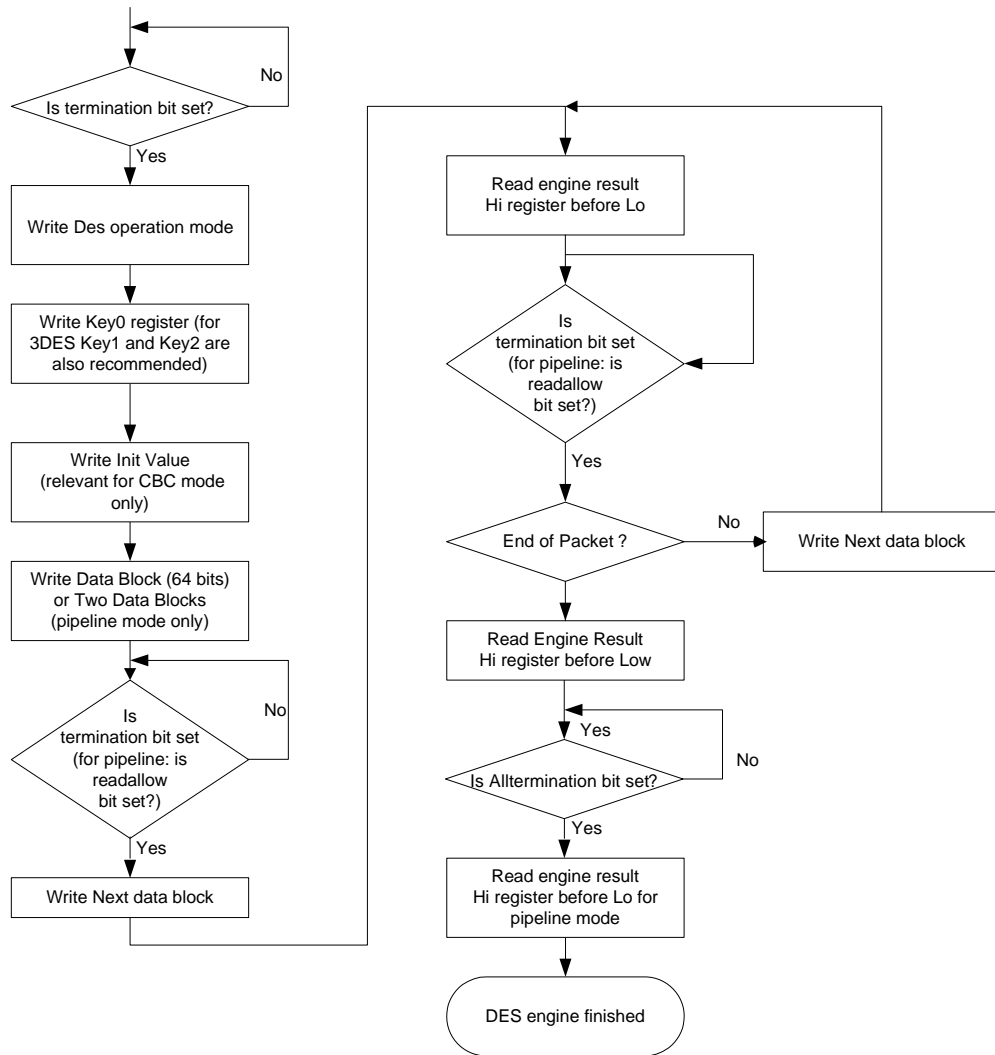 No
Is termination bit set?
Yes
Write Des operation mode
Write Key0 register (for
3DES Key1 and Key2 are
also recommended)
Write Init Value
(relevant for CBC mode
only)
Write Data Block (64 bits)
or Two Data Blocks
(pipeline mode only)
No
Is
termination bit set
(for pipeline: is
readallow
bit set?)
Yes
Write Next data block
Read engine result
Hi register before Lo
Is
termination bit set
(for pipeline: is
readallow
bit set?)
Yes
End of Packet ?
No
Write Next data block
Read Engine Result
Hi register before Low
Yes
No
Is Alltermination bit set?
Yes
Read engine result
Hi register before Lo for
pipeline mode
DES engine finished